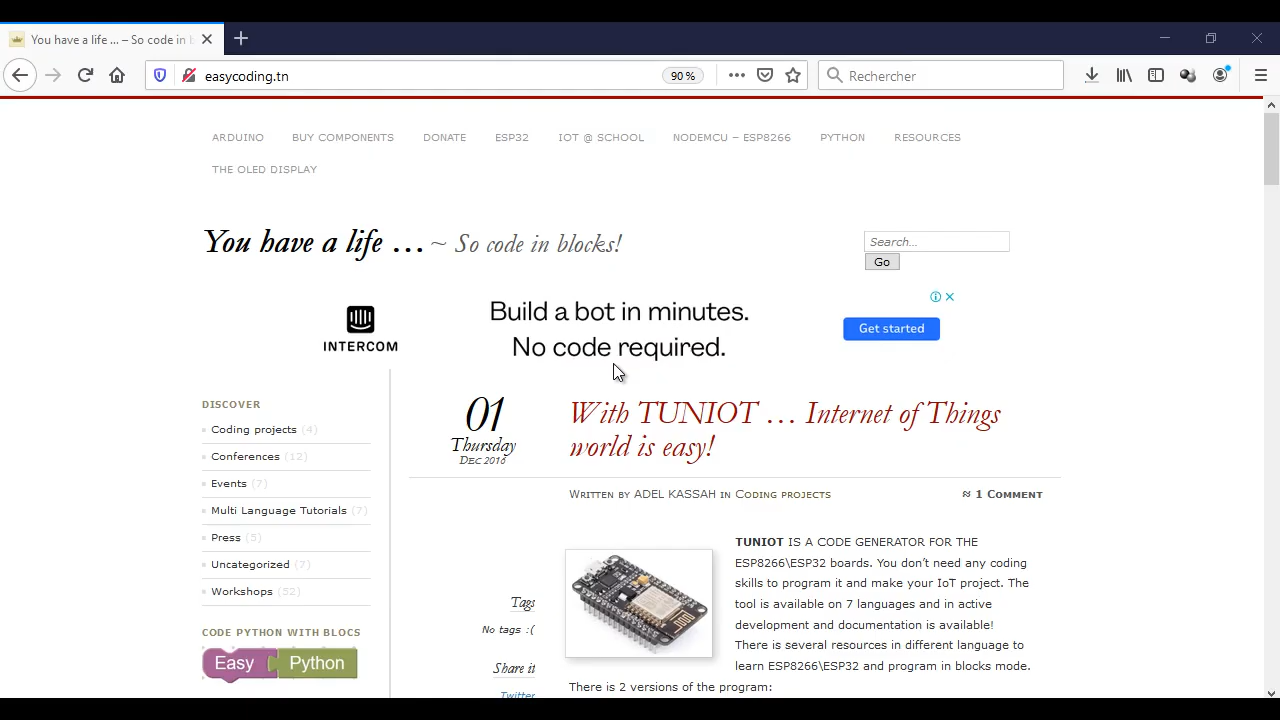 You have a life ... – So code in b
easycoding.tn
90 %
Rechercher
ARDUINO BUY COMPONENTS DONATE ESP32 IOT @ SCHOOL NODEMCU – ESP8266 PYTHON RESOURCES
THE OLED DISPLAY
You have a life … ~ So code in blocks!
Search...
Go
Build a bot in minutes.
No code required.
INTERCOM
Get started
DISCOVER
Coding projects (4)
Conferences (12)
Events (7)
Multi Language Tutorials (7)
Press (5)
Uncategorized (7)
Workshops (52)
CODE PYTHON WITH BLOCS
Easy Python
01
Thursday
DEC 2016
With TUNIOT … Internet of Things
world is easy!
WRITTEN BY ADEL KASSAH IN CODING PROJECTS
≈ 1 COMMENT
Tags
No tags :(
Share it
Twitter
TUNIOT IS A CODE GENERATOR FOR THE
ESP8266\ESP32 boards. You don’t need any coding
skills to program it and make your IoT project. The
tool is available on 7 languages and in active
development and documentation is available!
There is several resources in different language to
learn ESP8266\ESP32 and program in blocks mode.
There is 2 versions of the program: